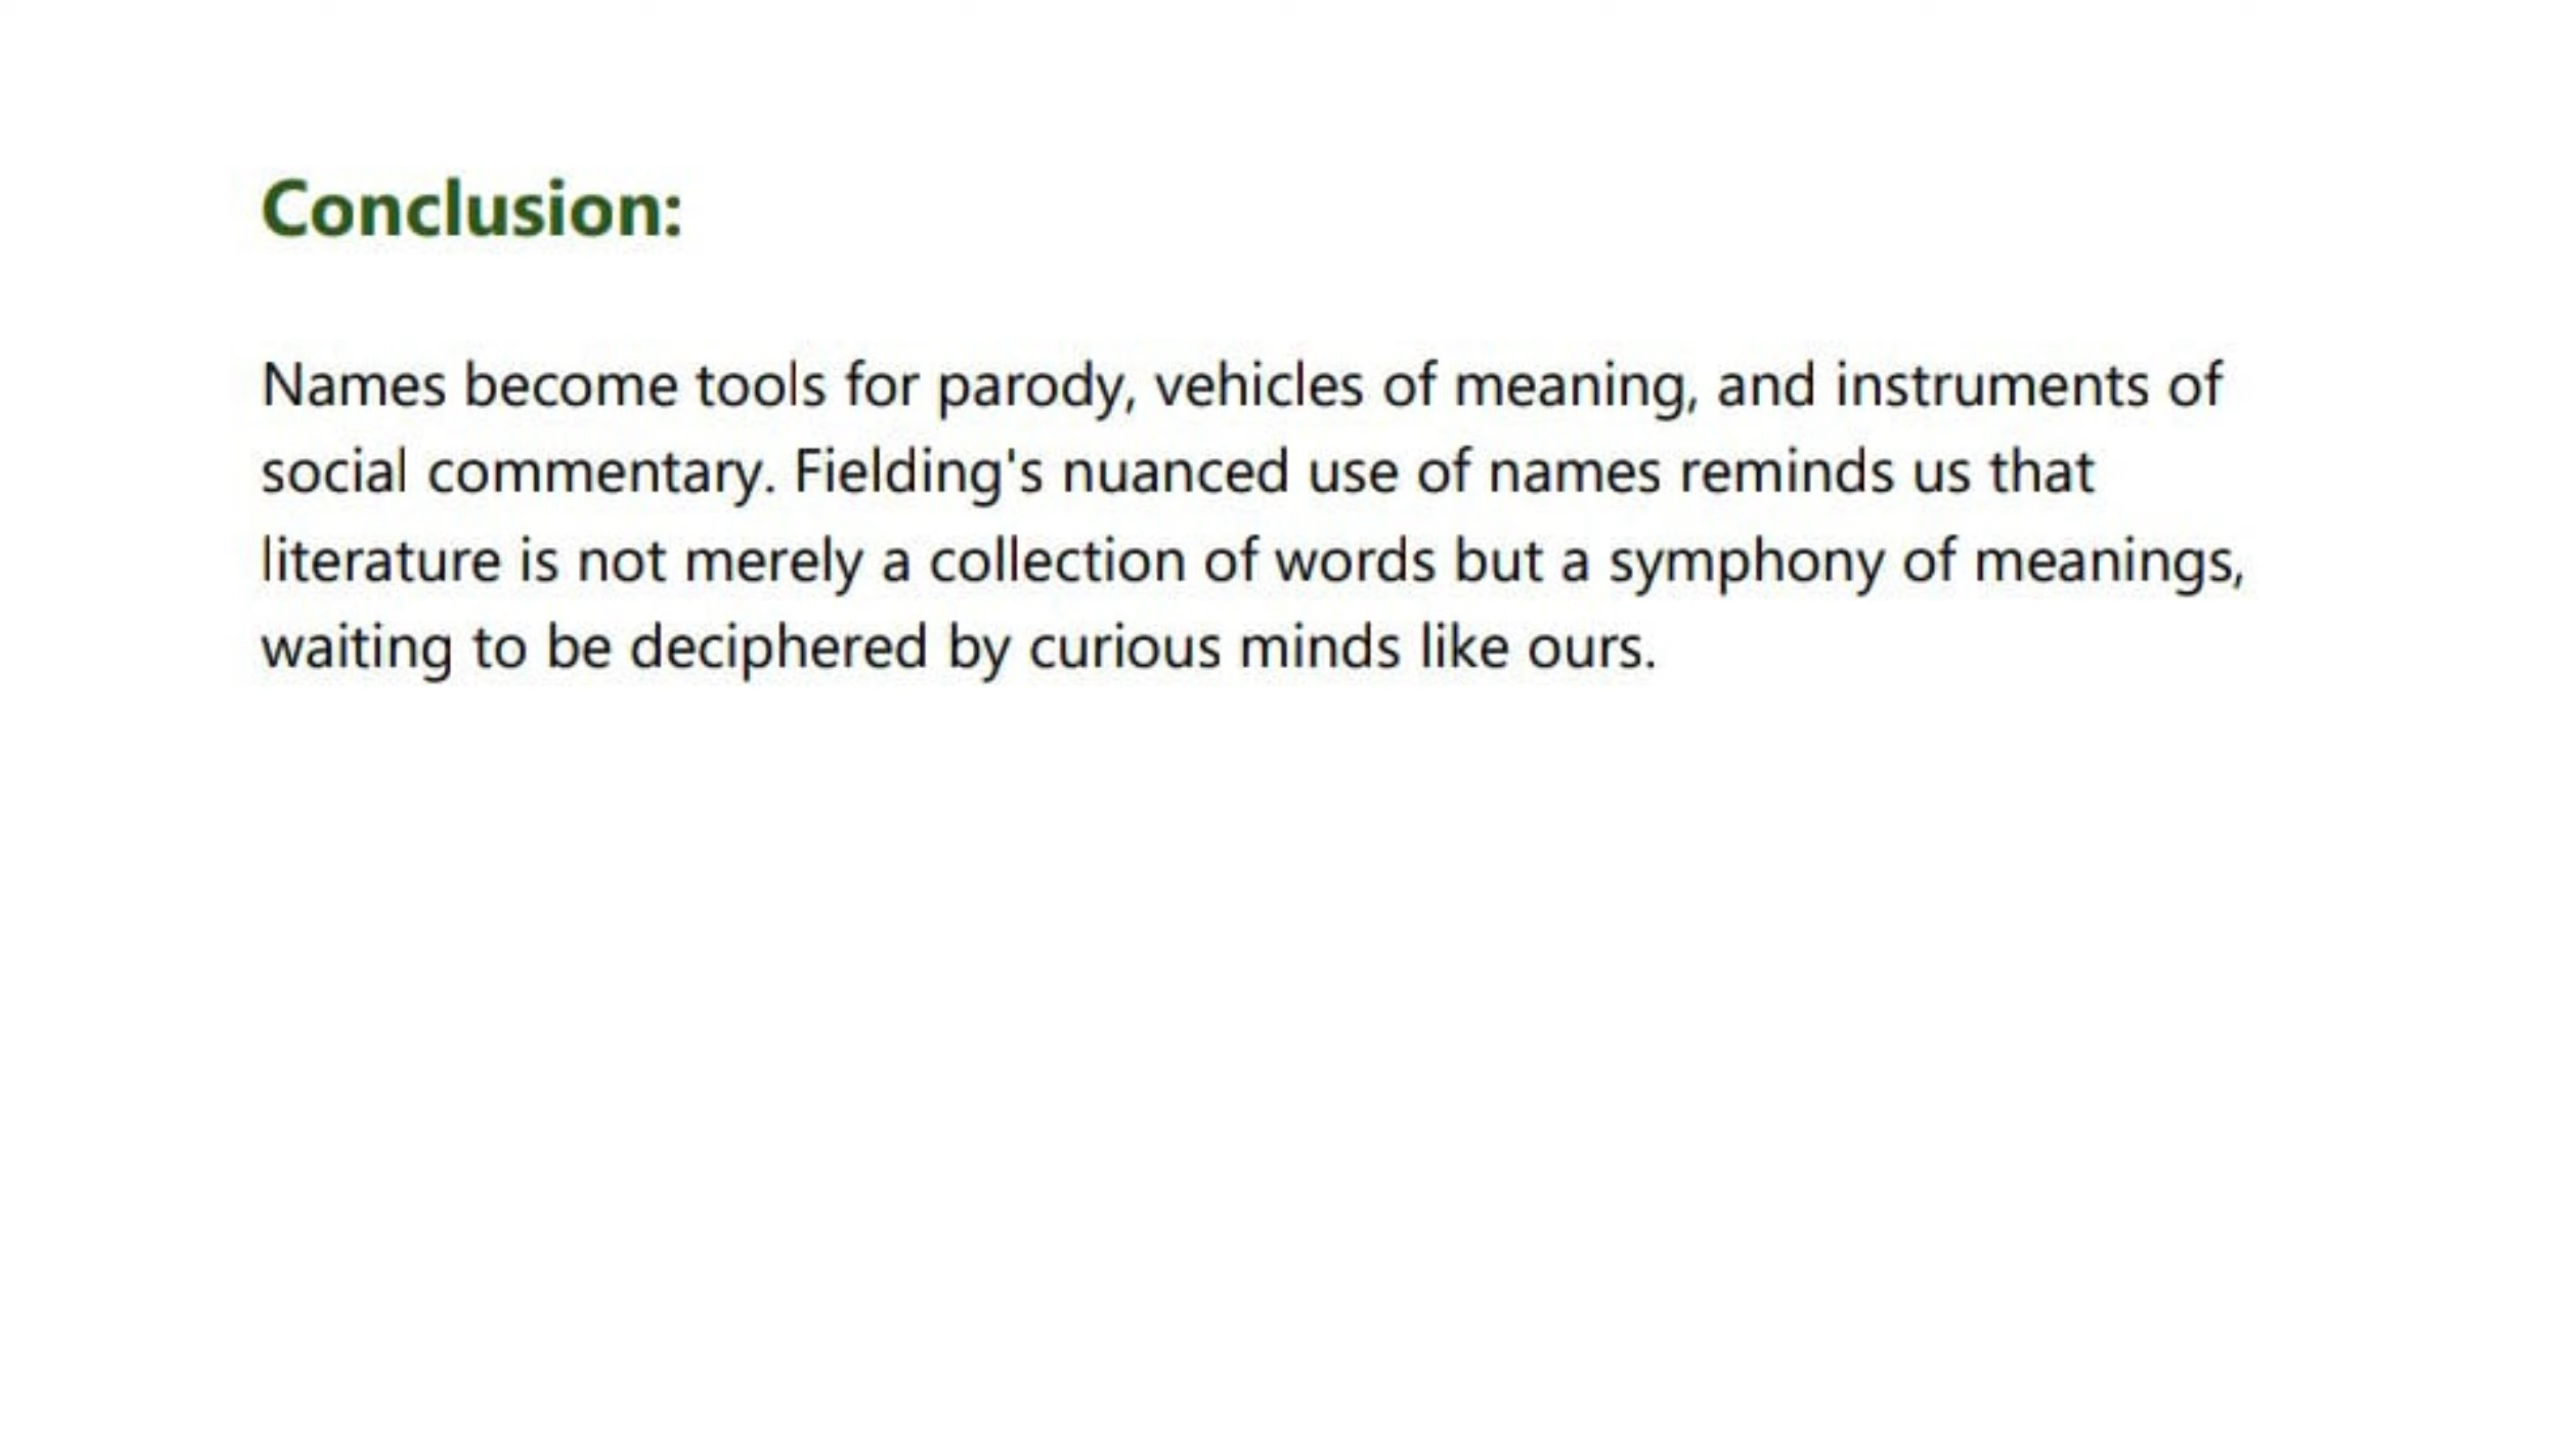 Conclusion:
Names become tools for parody, vehicles of meaning, and instruments of
social commentary. Fielding's nuanced use of names reminds us that
literature is not merely a collection of words but a symphony of meanings,
waiting to be deciphered by curious minds like ours.